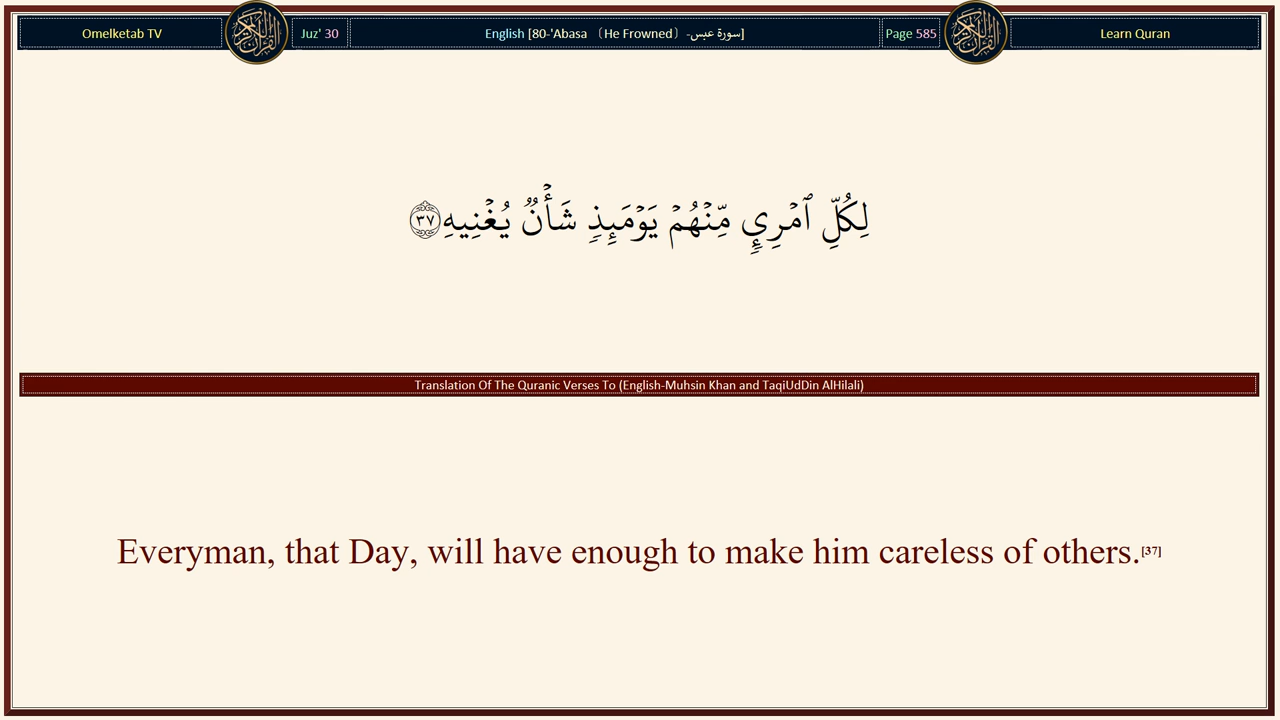 Omelketab TV
Juz' 30
English [80-'Abasa 〔He Frowned〕 -سورة عبس]
Page 585
Learn Quran
لِكُلِّ ٱمْرِئٍ مِّنْهُمْ يَوْمَئِذٍ شَأْنٌ يُغْنِيهِ ٣٧
Translation Of The Quranic Verses To (English-Muhsin Khan and TaqiUdDin AlHilali)
Everyman, that Day, will have enough to make him careless of others.[37]